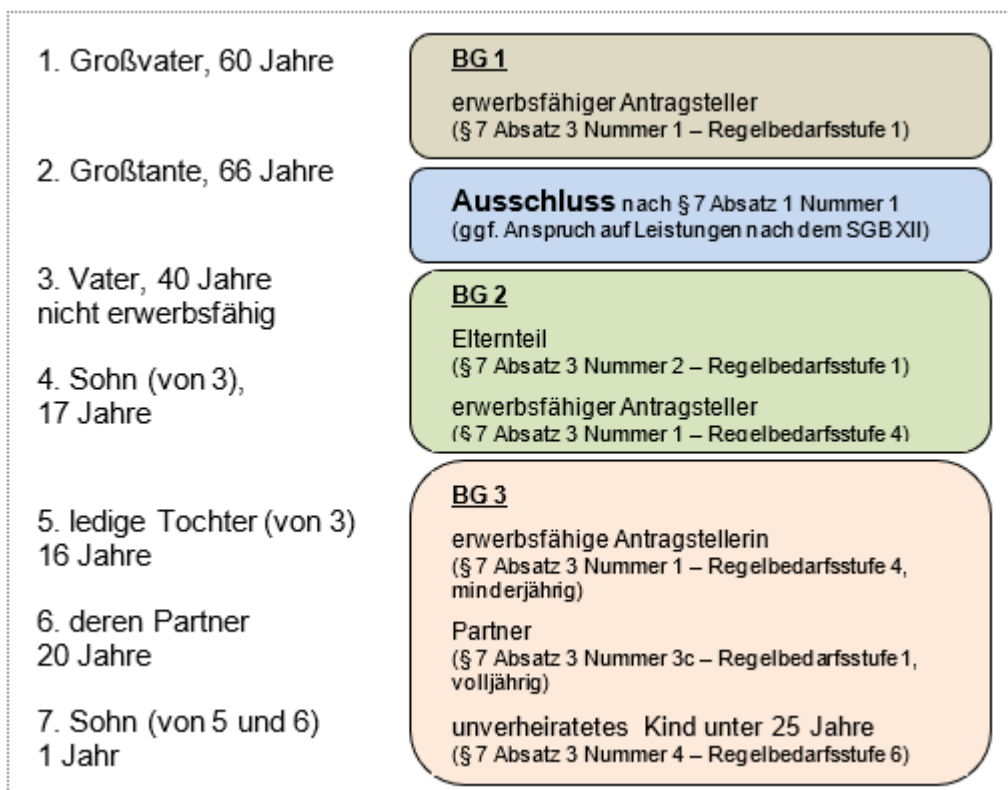 1. Großvater, 60 Jahre
BG 1
erwerbsfähiger Antragsteller
(§ 7 Absatz 3 Nummer 1 – Regelbedarfsstufe 1)
2. Großtante, 66 Jahre
Ausschluss nach § 7 Absatz 1 Nummer 1
(ggf. Anspruch auf Leistungen nach dem SGB XII)
3. Vater, 40 Jahre
nicht erwerbsfähig
BG 2
Elternteil
(§ 7 Absatz 3 Nummer 2 – Regelbedarfsstufe 1)
4. Sohn (von 3),
17 Jahre
erwerbsfähiger Antragsteller
(§ 7 Absatz 3 Nummer 1 – Regelbedarfsstufe 4)
BG 3
5. ledige Tochter (von 3)
16 Jahre
erwerbsfähige Antragstellerin
(§ 7 Absatz 3 Nummer 1 – Regelbedarfsstufe 4,
minderjährig)
6. deren Partner
20 Jahre
Partner
(§ 7 Absatz 3 Nummer 3c – Regelbedarfsstufe 1,
volljährig)
7. Sohn (von 5 und 6)
1 Jahr
unverheiratetes Kind unter 25 Jahre
(§ 7 Absatz 3 Nummer 4 – Regelbedarfsstufe 6)